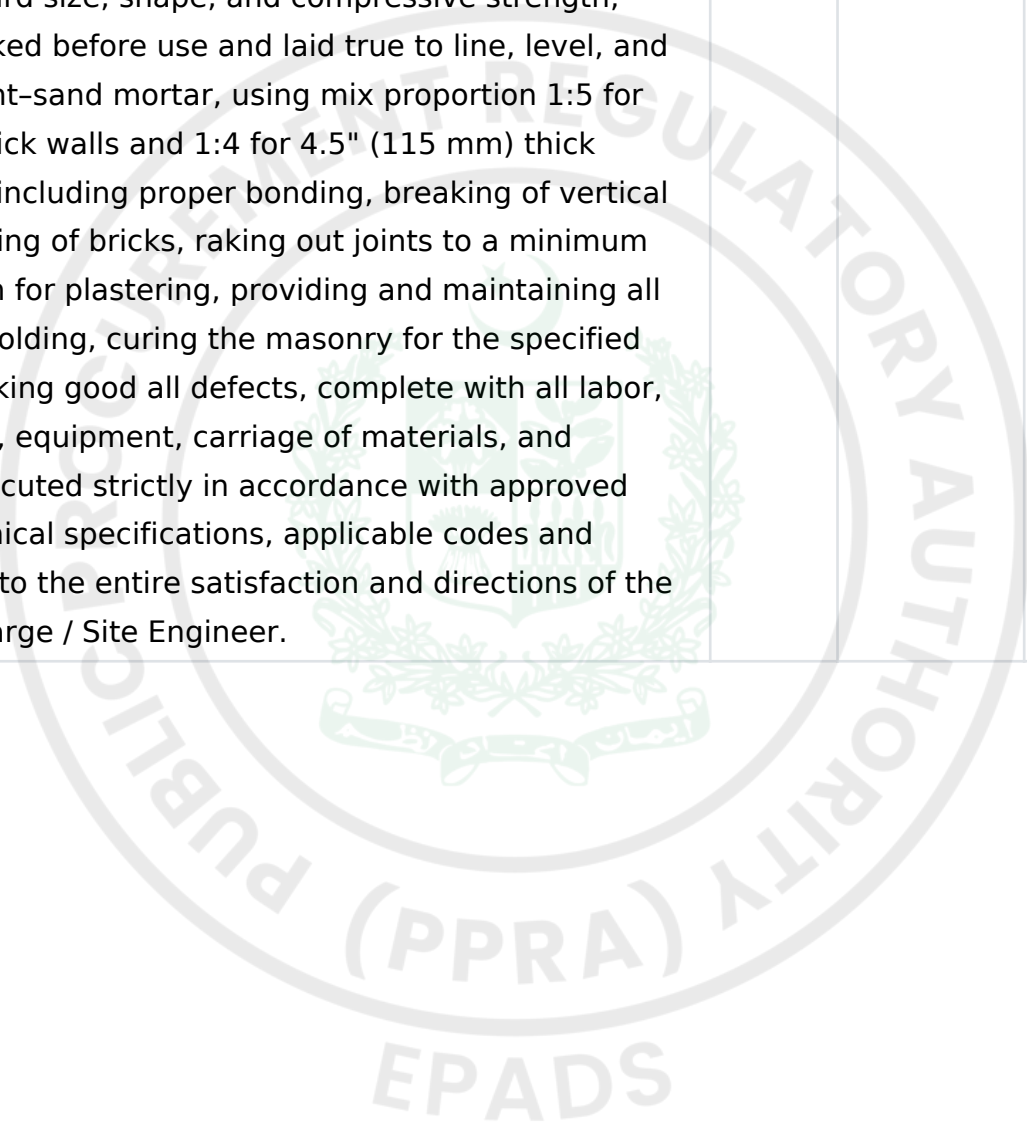 rd size, shape, and compressive strength,
ked before use and laid true to line, level, and
nt–sand mortar, using mix proportion 1:5 for
ick walls and 1:4 for 4.5" (115 mm) thick
including proper bonding, breaking of vertical
ing of bricks, raking out joints to a minimum
for plastering, providing and maintaining all
olding, curing the masonry for the specified
king good all defects, complete with all labor,
, equipment, carriage of materials, and
cuted strictly in accordance with approved
nical specifications, applicable codes and
to the entire satisfaction and directions of the
arge / Site Engineer.
PUBLIC PROCUREMENT REGULATORY AUTHORITY
(PPRA)
EPADS